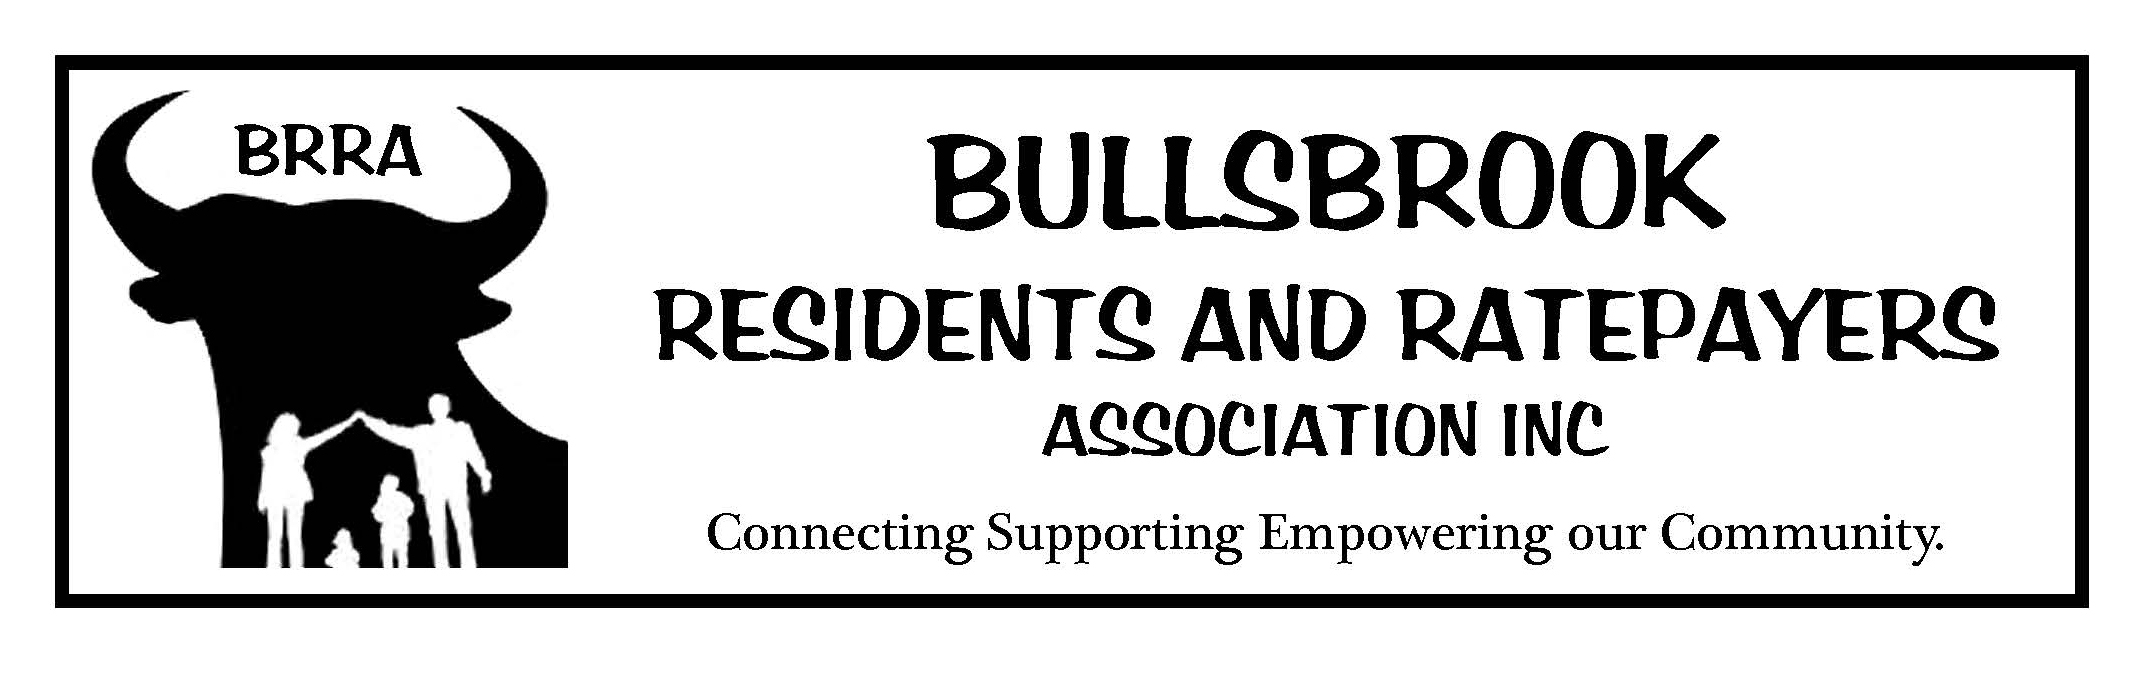 BRRA
BULLSBROOK
RESIDENTS AND RATEPAYERS
ASSOCIATION INC
Connecting Supporting Empowering our Community.